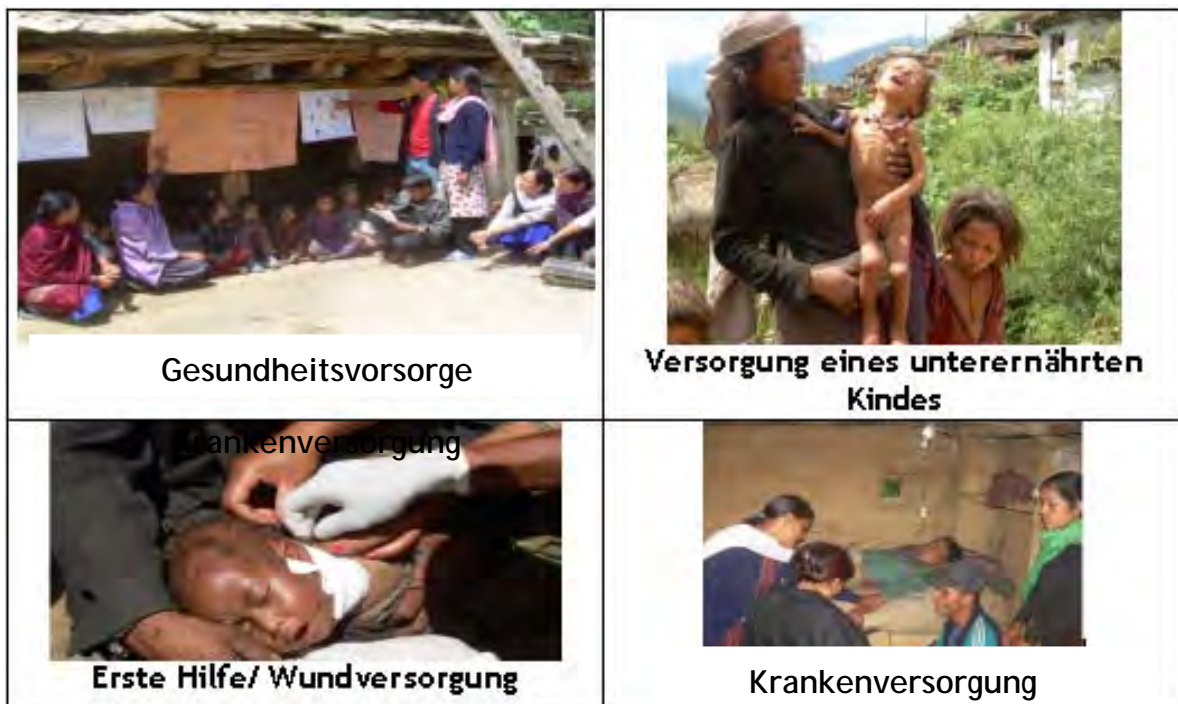 Gesundheitsvorsorge
Versorgung eines unterernährten
Kindes
Krankenversorgung
Erste Hilfe/ Wundversorgung
Krankenversorgung